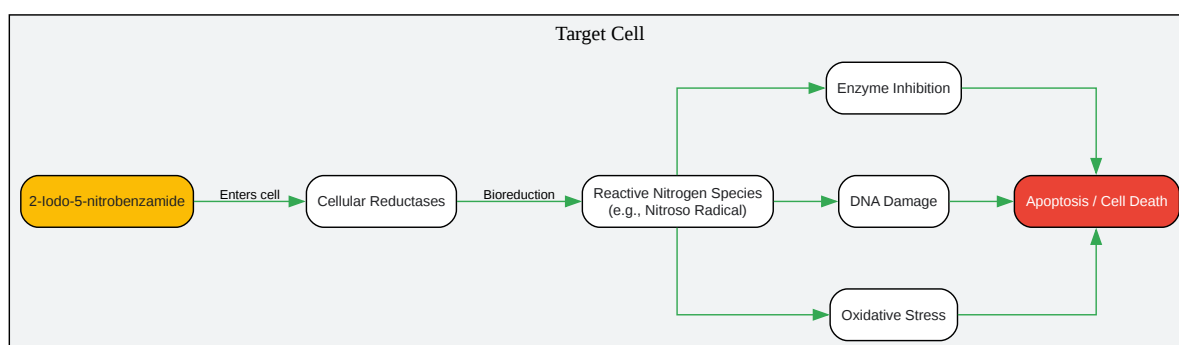 Target Cell
Enzyme Inhibition
2-Iodo-5-nitrobenzamide
Enters cell
Cellular Reductases
Bioreduction
Reactive Nitrogen Species
(e.g., Nitroso Radical)
DNA Damage
Apoptosis / Cell Death
Oxidative Stress